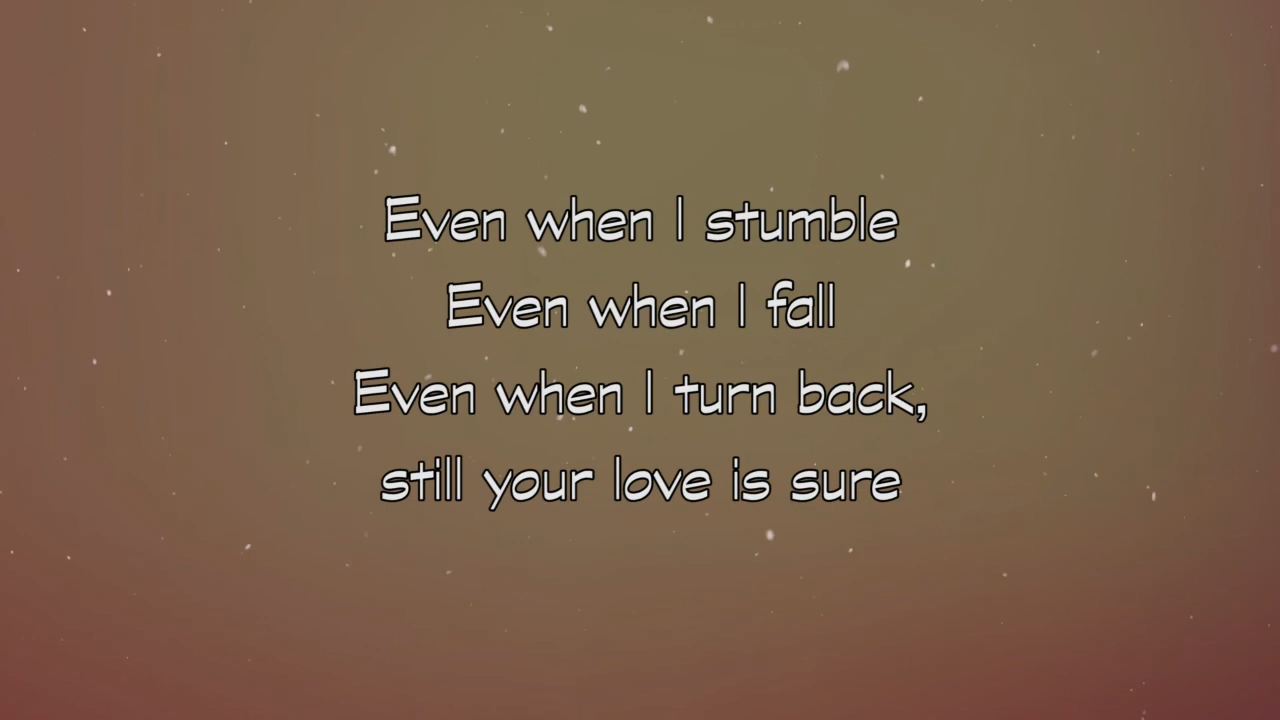 Even when I stumble
Even when I fall
Even when I turn back,
still your love is sure